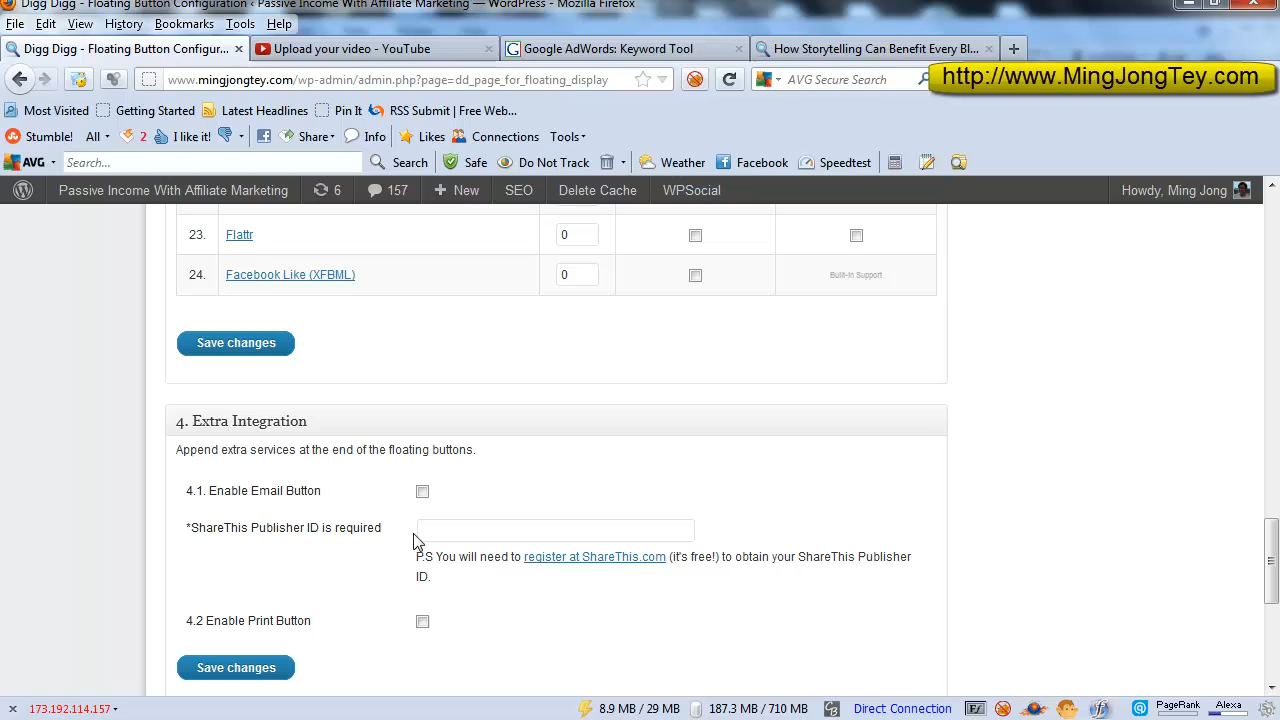 Digg Digg - Floating Button Configuration ‹ Passive Income With Affiliate Marketing — WordPress - Mozilla Firefox
File Edit View History Bookmarks Tools Help
Digg Digg - Floating Button Configur... × Upload your video - YouTube × Google AdWords: Keyword Tool × How Storytelling Can Benefit Every Bl... × +
www.mingjongtey.com/wp-admin/admin.php?page=dd_page_for_floating_display AVG Secure Search http://www.MingJongTey.com
Most Visited Getting Started Latest Headlines Pin It RSS Submit | Free Web...
Stumble! All 2 I like it! Share Info Likes Connections Tools
AVG Search... Search Safe Do Not Track Weather Facebook Speedtest
Passive Income With Affiliate Marketing 6 157 + New SEO Delete Cache WPSocial Howdy, Ming Jong
23. Flattr 0
24. Facebook Like (XFBML) 0 Built-in Support
Save changes
4. Extra Integration
Append extra services at the end of the floating buttons.
4.1. Enable Email Button
*ShareThis Publisher ID is required
P.S You will need to register at ShareThis.com (it's free!) to obtain your ShareThis Publisher
ID.
4.2 Enable Print Button
Save changes
× 173.192.114.157 8.9 MB / 29 MB 187.3 MB / 710 MB Direct Connection PageRank Alexa